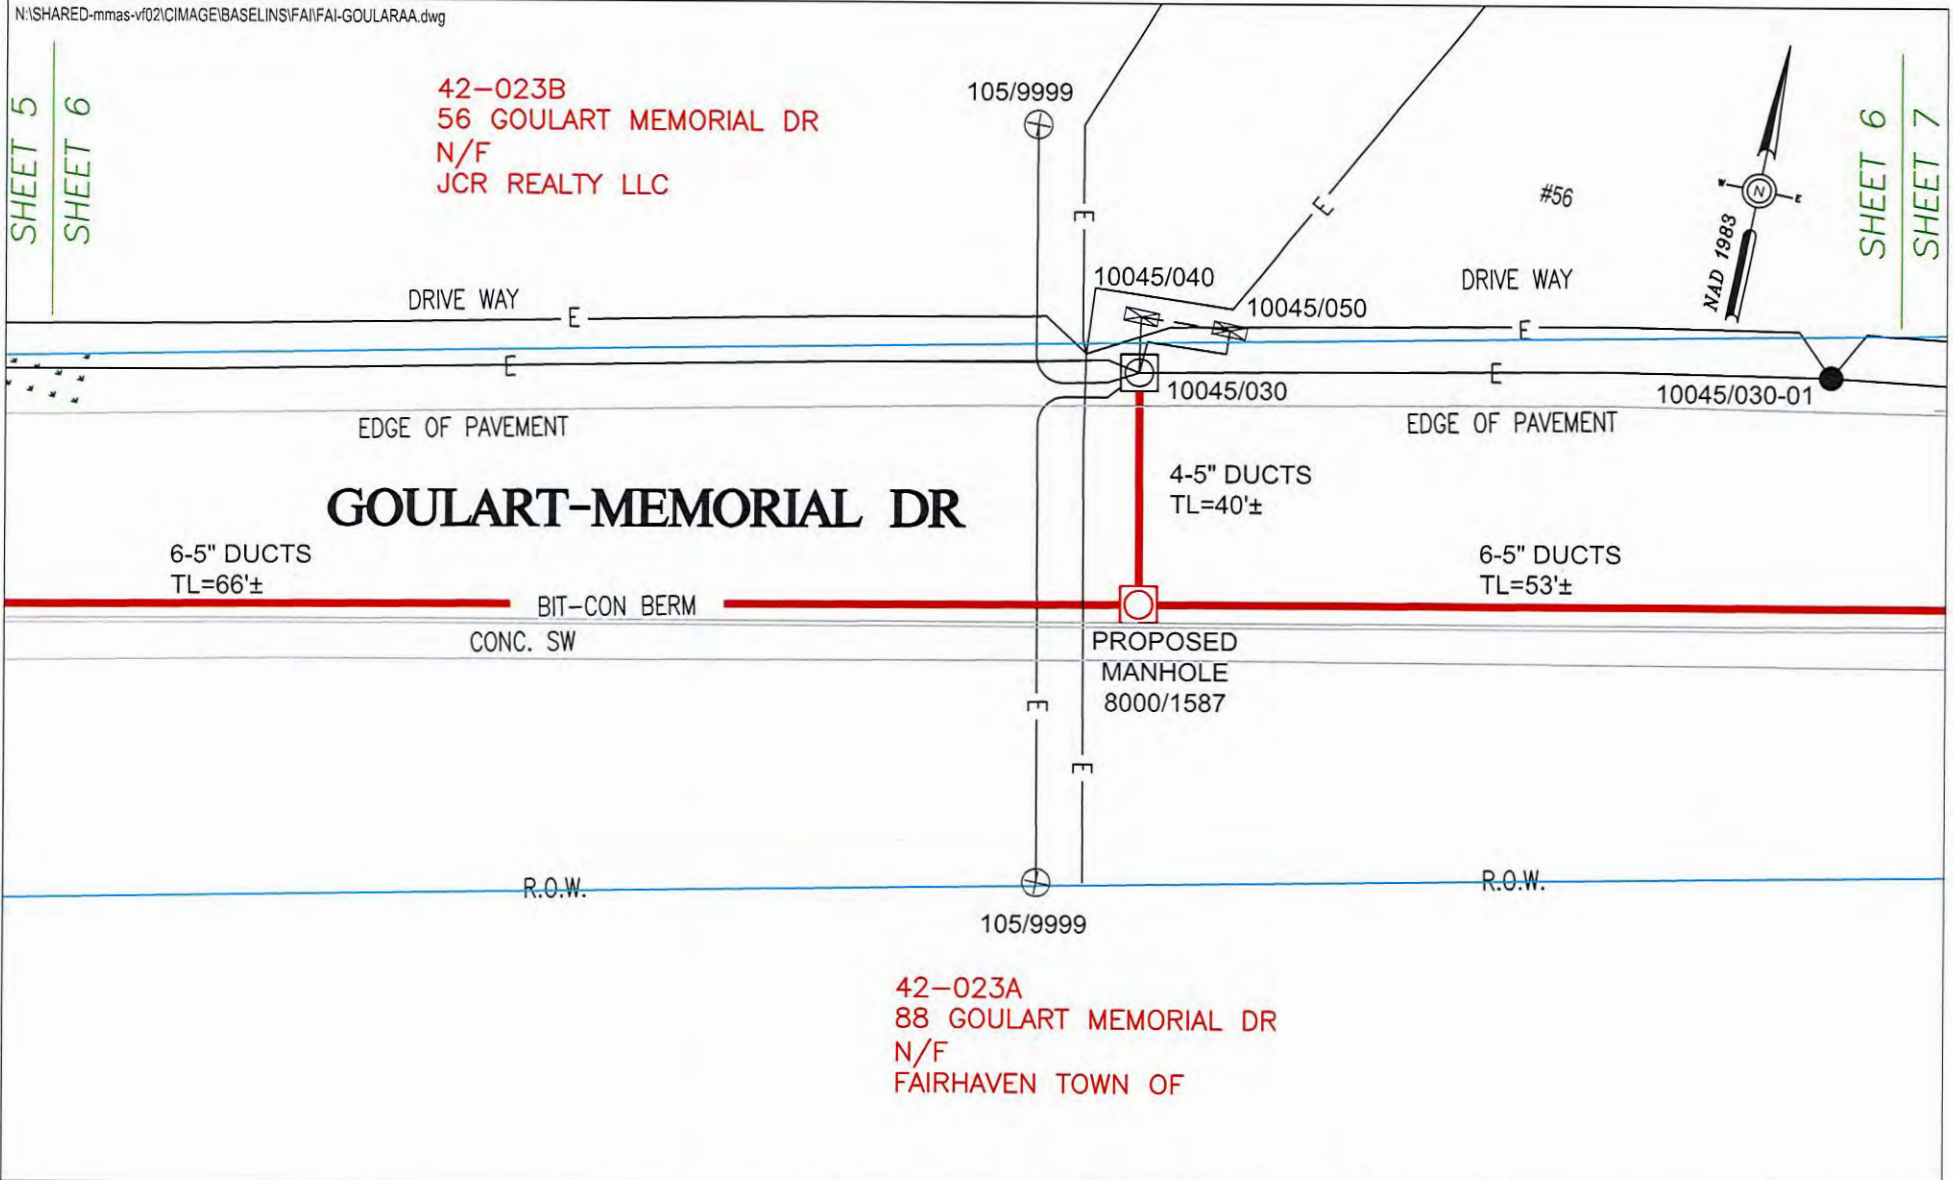 N:\SHARED-mmas-vf02\CIMAGE\BASELINS\FAI\FAI-GOULARAA.dwg
SHEET 5
SHEET 6
42-023B
56 GOULART MEMORIAL DR
N/F
JCR REALTY LLC
105/9999
E
E
#56
W
N
E
NAD 1983
SHEET 6
SHEET 7
DRIVE WAY
E
10045/040
10045/050
DRIVE WAY
E
E
10045/030
E
10045/030-01
EDGE OF PAVEMENT
EDGE OF PAVEMENT
GOULART-MEMORIAL DR
4-5" DUCTS
TL=40'±
6-5" DUCTS
TL=66'±
6-5" DUCTS
TL=53'±
BIT-CON BERM
CONC. SW
PROPOSED
MANHOLE
8000/1587
E
E
R.O.W.
R.O.W.
105/9999
42-023A
88 GOULART MEMORIAL DR
N/F
FAIRHAVEN TOWN OF